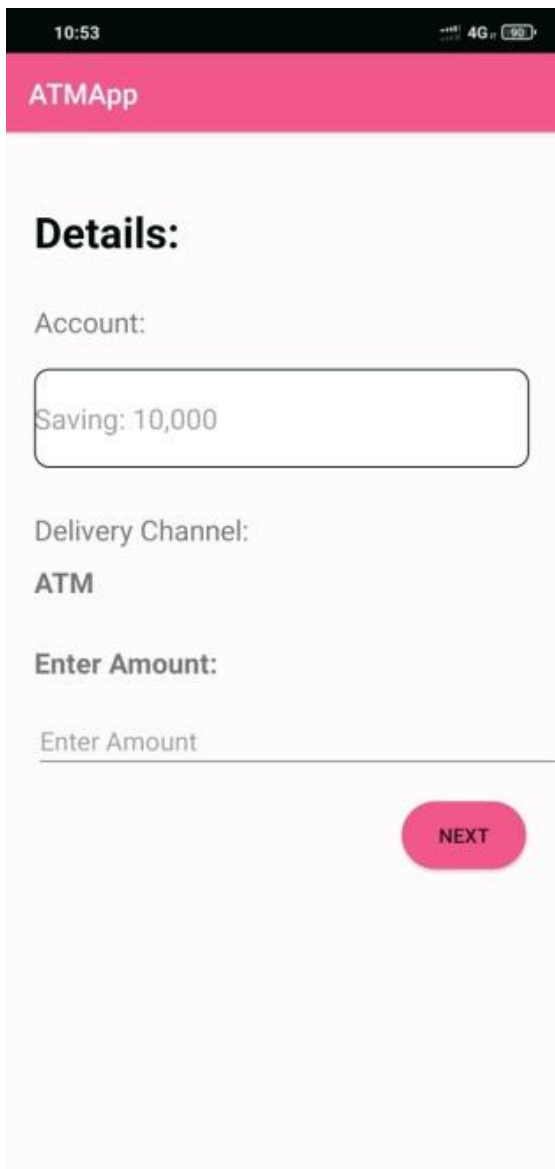 10:53
4G 90
ATMApp
Details:
Account:
Saving: 10,000
Delivery Channel:
ATM
Enter Amount:
Enter Amount
NEXT